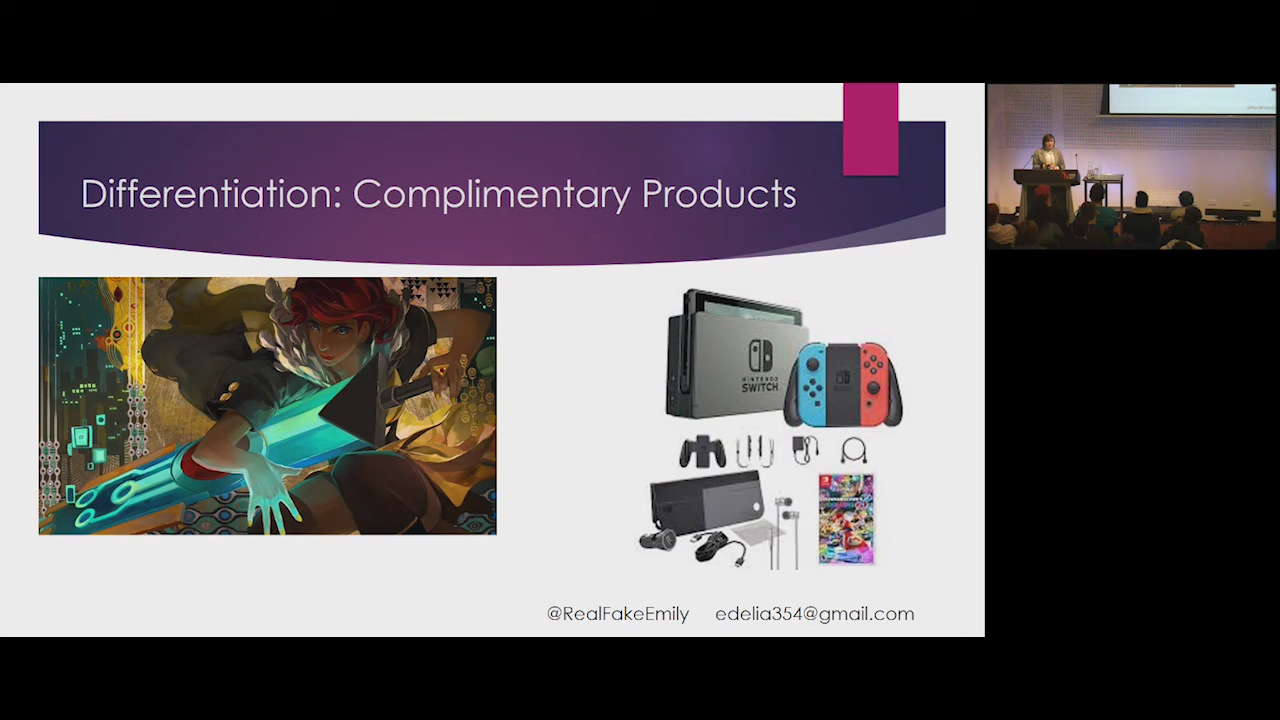 Differentiation: Complimentary Products
NINTENDO
SWITCH
@RealFakeEmily edelia354@gmail.com